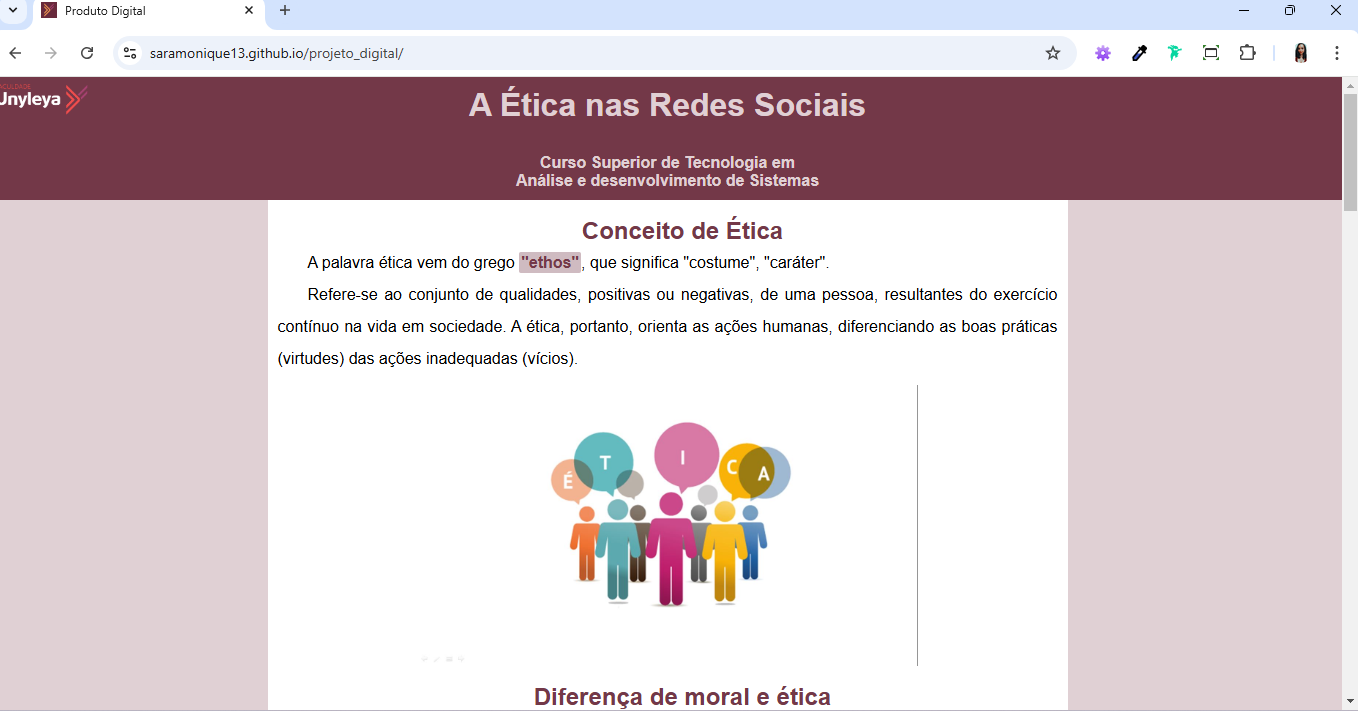 Produto Digital
saramonique13.github.io/projeto_digital/
Unyleya
A Ética nas Redes Sociais
Curso Superior de Tecnologia em
Análise e desenvolvimento de Sistemas
Conceito de Ética
A palavra ética vem do grego "ethos", que significa "costume", "caráter".
Refere-se ao conjunto de qualidades, positivas ou negativas, de uma pessoa, resultantes do exercício
contínuo na vida em sociedade. A ética, portanto, orienta as ações humanas, diferenciando as boas práticas
(virtudes) das ações inadequadas (vícios).
É T I C A
Diferença de moral e ética